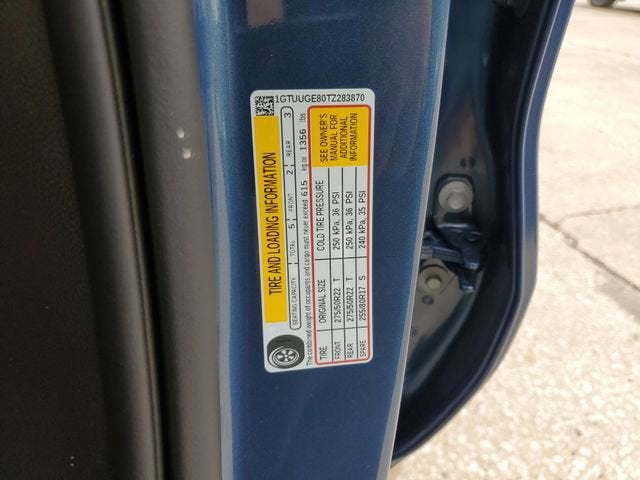 1GTUUGE80TZ283870
TIRE AND LOADING INFORMATION
SEATING CAPACITY TOTAL 5 FRONT 2 REAR 3
The combined weight of occupants and cargo must never exceed 615 kg or 1356 lbs
TIRE ORIGINAL SIZE COLD TIRE PRESSURE
FRONT 275/50R22 T 250 kPa, 36 PSI
REAR 275/50R22 T 250 kPa, 36 PSI
SPARE 255/80R17 S 240 kPa, 35 PSI
SEE OWNER'S
MANUAL FOR
ADDITIONAL
INFORMATION